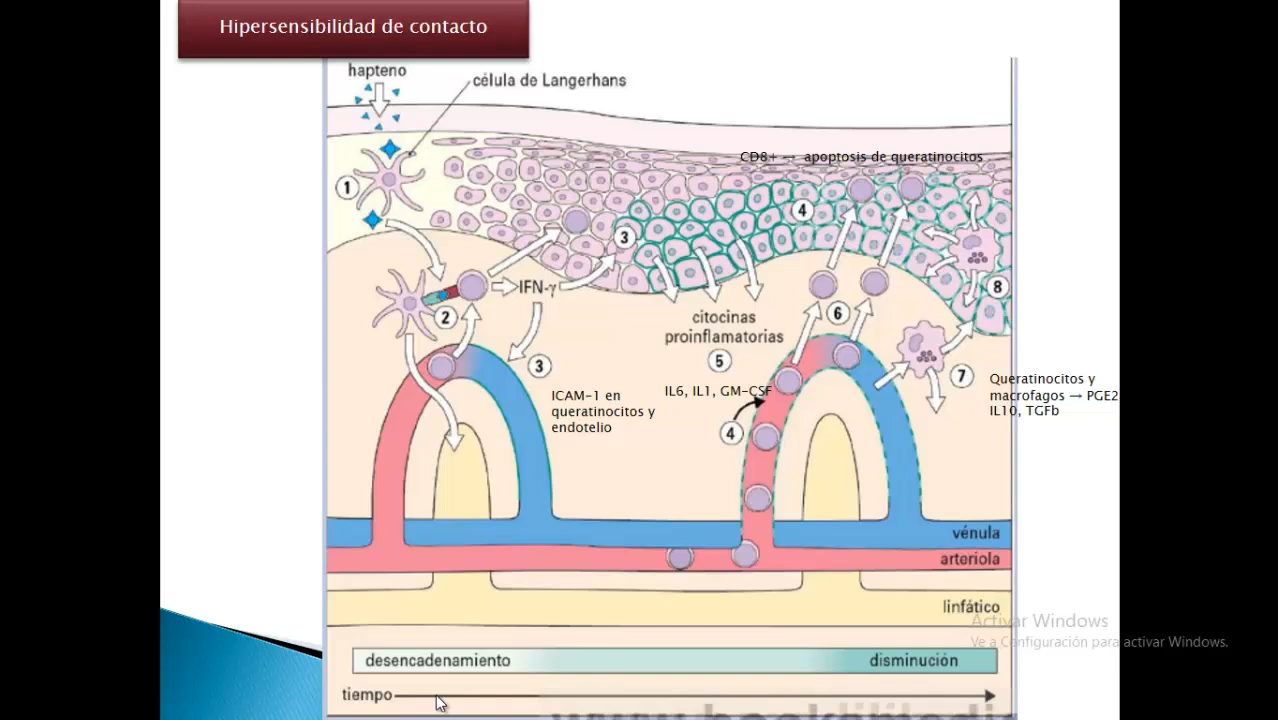 Hipersensibilidad de contacto
hapteno
célula de Langerhans
CD8+ → apoptosis de queratinocitos
1
4
3
8
2
IFN-γ
citocinas
proinflamatorias
5
6
3
7
ICAM-1 en
queratinocitos y
endotelio
IL6, IL1, GM-CSF
4
Queratinocitos y
macrofagos → PGE2
IL10, TGFb
vénula
arteriola
linfático
Activar Windows
Ve a Configuración para activar Windows.
desencadenamiento
disminución
tiempo